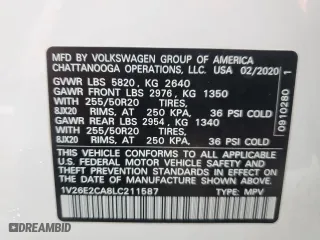 MFD BY VOLKSWAGEN GROUP OF AMERICA
CHATTANOOGA OPERATIONS, LLC. USA 02/2020
GVWR LBS 5820, KG 2640
GAWR FRONT LBS 2976, KG 1350
WITH 255/50R20 TIRES,
8JX20 RIMS, AT 250 KPA, 36 PSI COLD
GAWR REAR LBS 2954, KG 1340
WITH 255/50R20 TIRES,
8JX20 RIMS, AT 250 KPA, 36 PSI COLD
THIS VEHICLE CONFORMS TO ALL APPLICABLE
FEDERAL MOTOR VEHICLE SAFETY AND
THEFT PREVENTION STANDARDS IN EFFECT
ON THE DATE OF MANUFACTURE SHOWN ABOVE.
1V26E2CA8LC211587 TYPE: MPV
0910280 1
DREAMBID
dreambid.com